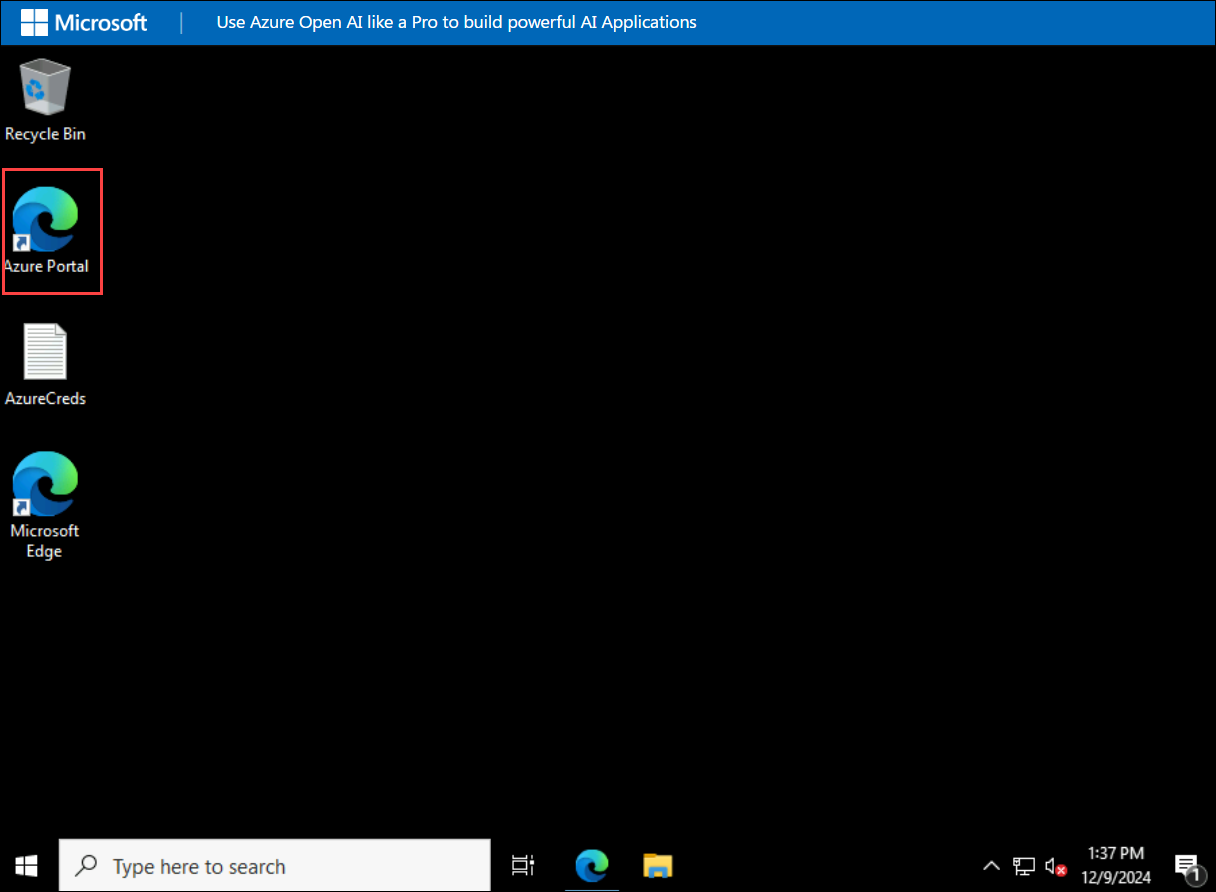 Microsoft
Use Azure Open AI like a Pro to build powerful AI Applications
Recycle Bin
Azure Portal
AzureCreds
Microsoft
Edge
Type here to search
1:37 PM
12/9/2024
1